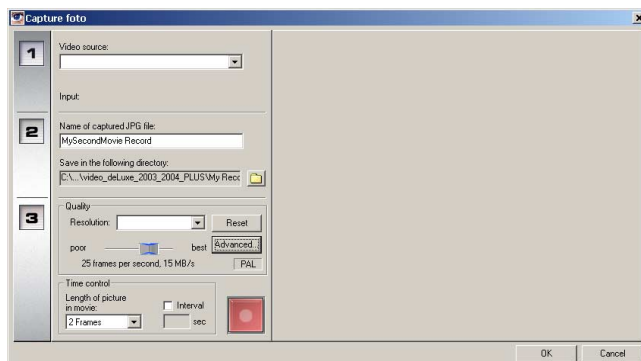 Capture foto
1
Video source:
Input:
2
Name of captured JPG file:
MySecondMovie Record
Save in the following directory:
C:\...\video_deLuxe_2003_2004_PLUS\My Recc
3
Quality
Resolution:
Reset
poor
best
Advanced...
25 frames per second, 15 MB/s
PAL
Time control
Length of picture
in movie:
Interval
2 Frames
sec
OK
Cancel